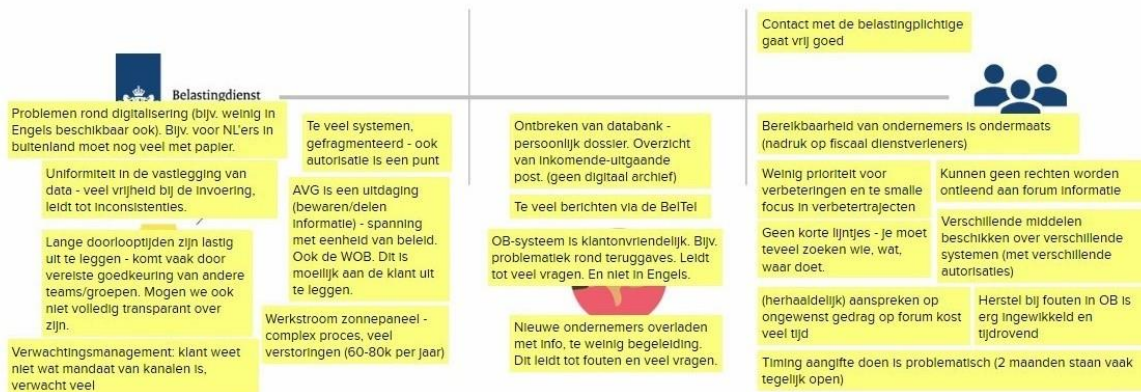 Contact met de belastingplichtige
gaat vrij goed
Belastingdienst
Problemen rond digitalisering (bijv. weinig in
Engels beschikbaar ook). Bijv. voor NL'ers in
buitenland moet nog veel met papier.
Te veel systemen,
gefragmenteerd - ook
autorisatie is een punt
Ontbreken van databank -
persoonlijk dossier. Overzicht
van inkomende-uitgaande
post. (geen digitaal archief)
Bereikbaarheid van ondernemers is ondermaats
(nadruk op fiscaal dienstverleners)
Uniformiteit in de vastlegging van
data - veel vrijheid bij de invoering,
leidt tot inconsistenties.
AVG is een uitdaging
(bewaren/delen
informatie) - spanning
met eenheid van beleid.
Ook de WOB. Dit is
moeilijk aan de klant uit
te leggen.
Te veel berichten via de BelTel
Weinig prioriteit voor
verbeteringen en te smalle
focus in verbetertrajecten
Kunnen geen rechten worden
ontleend aan forum informatie
Lange doorlooptijden zijn lastig
uit te leggen - komt vaak door
vereiste goedkeuring van andere
teams/groepen. Mogen we ook
niet volledig transparant over
zijn.
OB-systeem is klantonvriendelijk. Bijv.
problematiek rond teruggaves. Leidt
tot veel vragen. En niet in Engels.
Geen korte lijntjes - je moet
teveel zoeken wie, wat,
waar doet.
Verschillende middelen
beschikken over verschillende
systemen (met verschillende
autorisaties)
Werkstroom zonnepaneel -
complex proces, veel
verstoringen (60-80k per jaar)
Nieuwe ondernemers overladen
met info, te weinig begeleiding.
Dit leidt tot fouten en veel vragen.
(herhaaldelijk) aanspreken op
ongewenst gedrag op forum kost
veel tijd
Herstel bij fouten in OB is
erg ingewikkeld en
tijdrovend
Verwachtingsmanagement: klant weet
niet wat mandaat van kanalen is,
verwacht veel
Timing aangifte doen is problematisch (2 maanden staan vaak
tegelijk open)